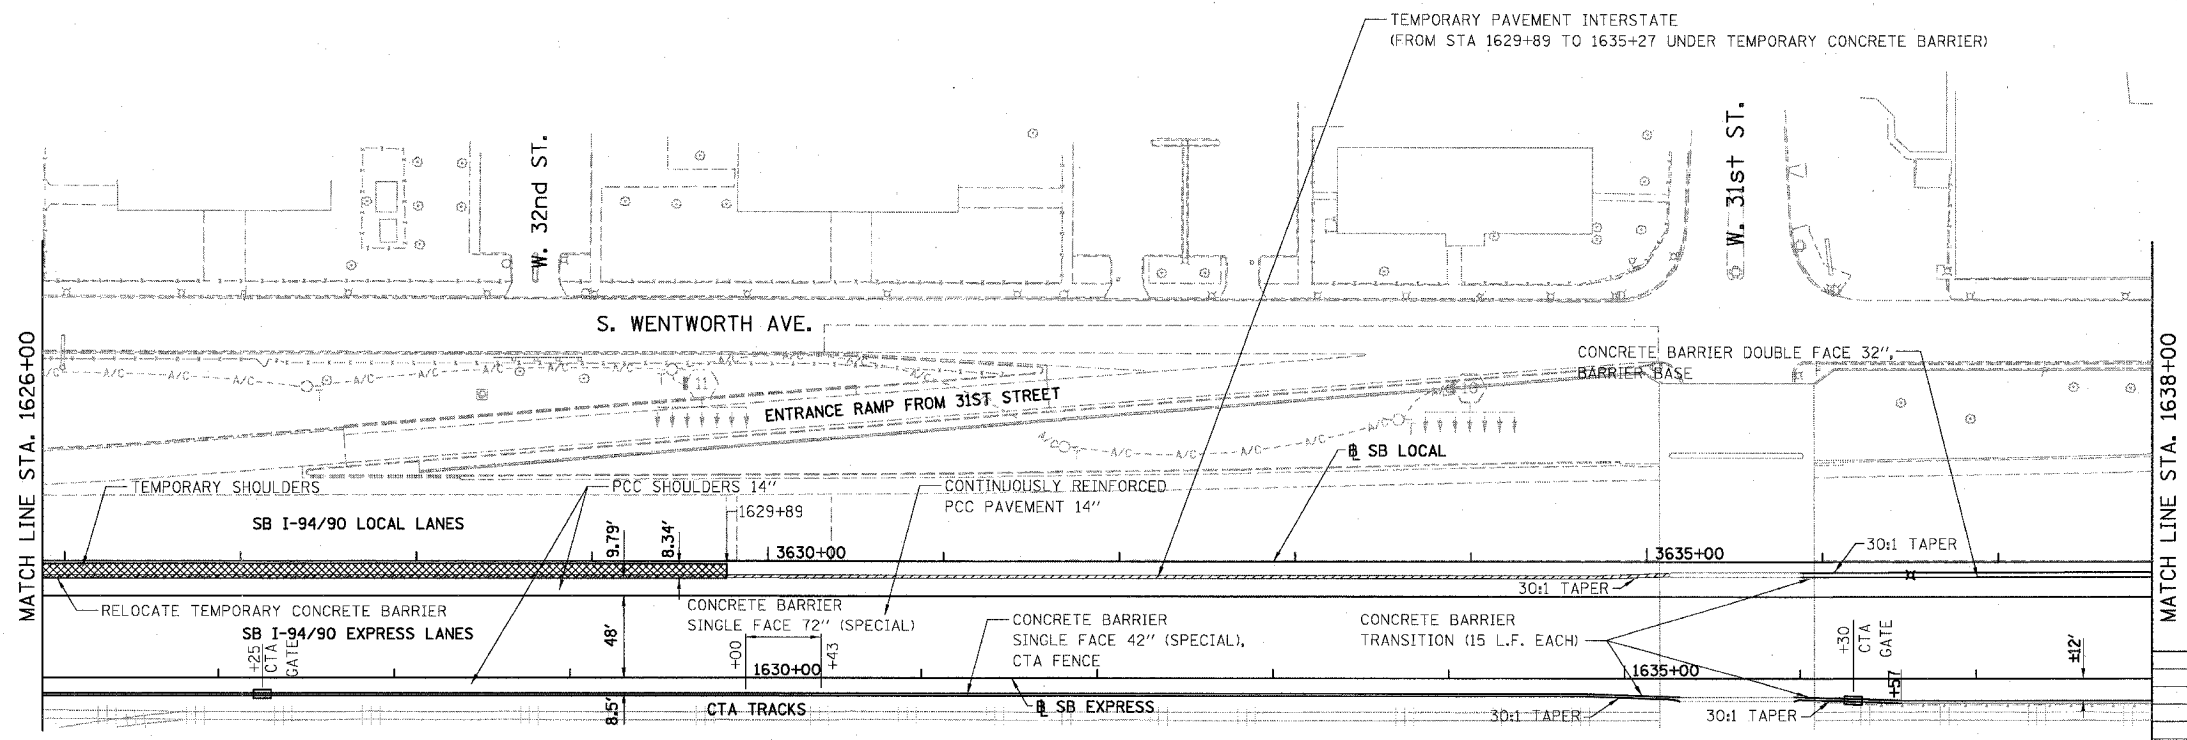 TEMPORARY PAVEMENT INTERSTATE
(FROM STA 1629+89 TO 1635+27 UNDER TEMPORARY CONCRETE BARRIER)
W. 32nd ST.
W. 31st ST.
S. WENTWORTH AVE.
MATCH LINE STA. 1626+00
MATCH LINE STA. 1638+00
CONCRETE BARRIER DOUBLE FACE 32",
BARRIER BASE
A/C A/C A/C A/C A/C A/C A/C A/C A/C A/C A/C
11
ENTRANCE RAMP FROM 31ST STREET
A/C A/C A/C A/C A/C
B SB LOCAL
TEMPORARY SHOULDERS
PCC SHOULDERS 14"
CONTINUOUSLY REINFORCED
PCC PAVEMENT 14"
1629+89
SB I-94/90 LOCAL LANES
9.79'
8.34'
3630+00
3635+00
30:1 TAPER
30:1 TAPER
RELOCATE TEMPORARY CONCRETE BARRIER
SB I-94/90 EXPRESS LANES
+25
CTA
GATE
48'
CONCRETE BARRIER
SINGLE FACE 72" (SPECIAL)
+00
+43
1630+00
CONCRETE BARRIER
SINGLE FACE 42" (SPECIAL),
CTA FENCE
CONCRETE BARRIER
TRANSITION (15 L.F. EACH)
1635+00
+30
CTA
GATE
+57
±12'
8.5'
CTA TRACKS
B SB EXPRESS
30:1 TAPER
30:1 TAPER